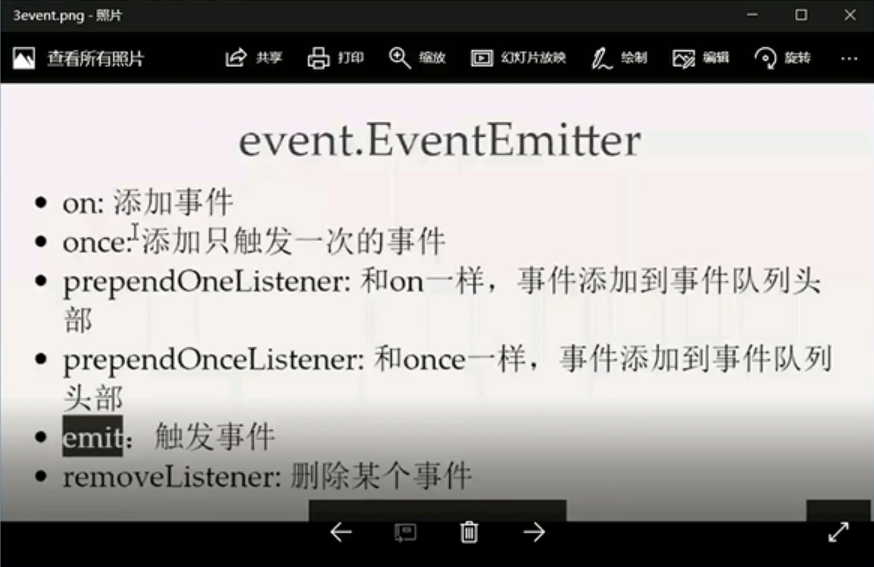 3event.png - 照片
查看所有照片 共享 打印 缩放 幻灯片放映 绘制 编辑 旋转 ...
event.EventEmitter
• on: 添加事件
• once: 添加只触发一次的事件
• prependOneListener: 和on一样，事件添加到事件队列头
部
• prependOnceListener: 和once一样，事件添加到事件队列
头部
• emit：触发事件
• removeListener: 删除某个事件